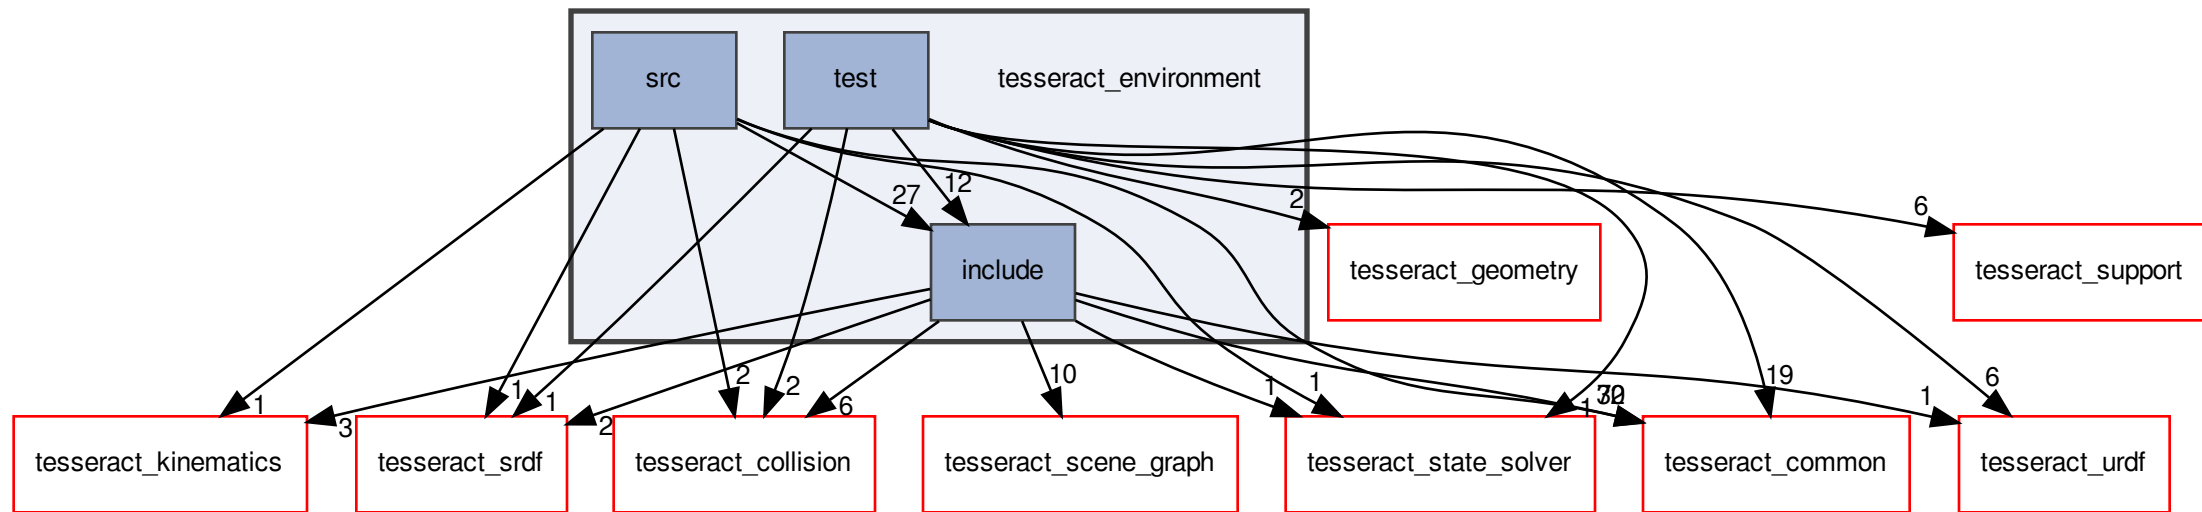 src
test
tesseract_environment
27
12
include
2
tesseract_geometry
6
tesseract_support
1
3
1
1
2
2
2
6
10
1
1
1
19
1
6
tesseract_kinematics
tesseract_srdf
tesseract_collision
tesseract_scene_graph
tesseract_state_solver
tesseract_common
tesseract_urdf